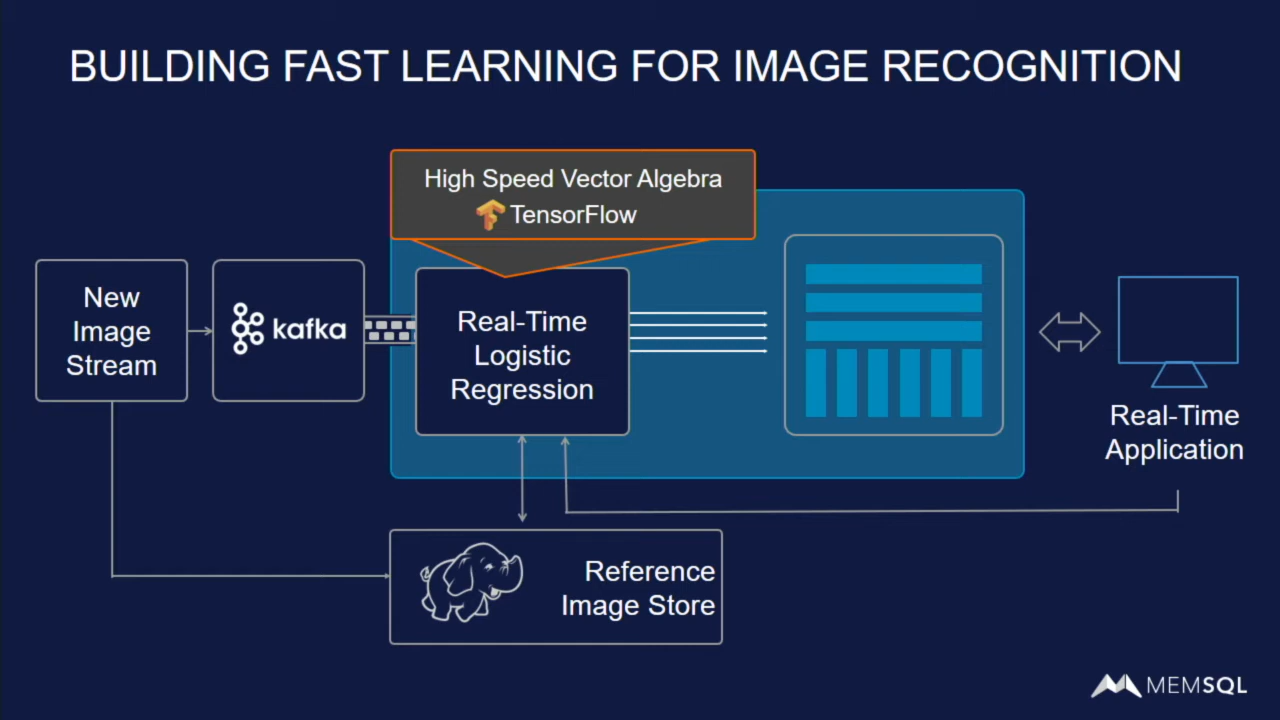 BUILDING FAST LEARNING FOR IMAGE RECOGNITION
High Speed Vector Algebra
TensorFlow
New
Image
Stream
kafka
Real-Time
Logistic
Regression
Real-Time
Application
Reference
Image Store
MEMSQL